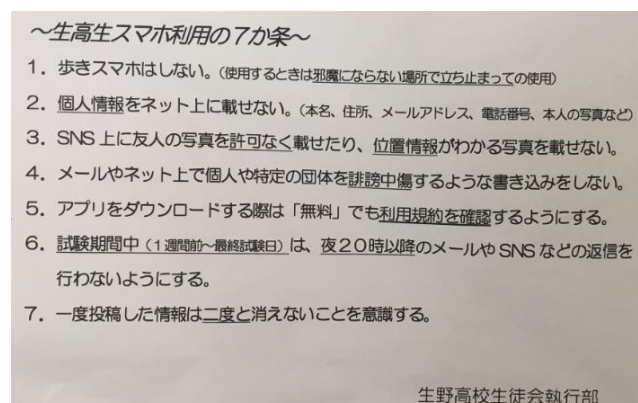 ～生高生スマホ利用の７か条～
１．歩きスマホはしない。（使用するときは邪魔にならない場所で立ち止まっての使用）
２．個人情報をネット上に載せない。（本名、住所、メールアドレス、電話番号、本人の写真など）
３．SNS上に友人の写真を許可なく載せたり、位置情報がわかる写真を載せない。
４．メールやネット上で個人や特定の団体を誹謗中傷するような書き込みをしない。
５．アプリをダウンロードする際は「無料」でも利用規約を確認するようにする。
６．試験期間中（１週間前～最終試験日）は、夜２０時以降のメールやSNSなどの返信を
行わないようにする。
７．一度投稿した情報は二度と消えないことを意識する。
生野高校生徒会執行部